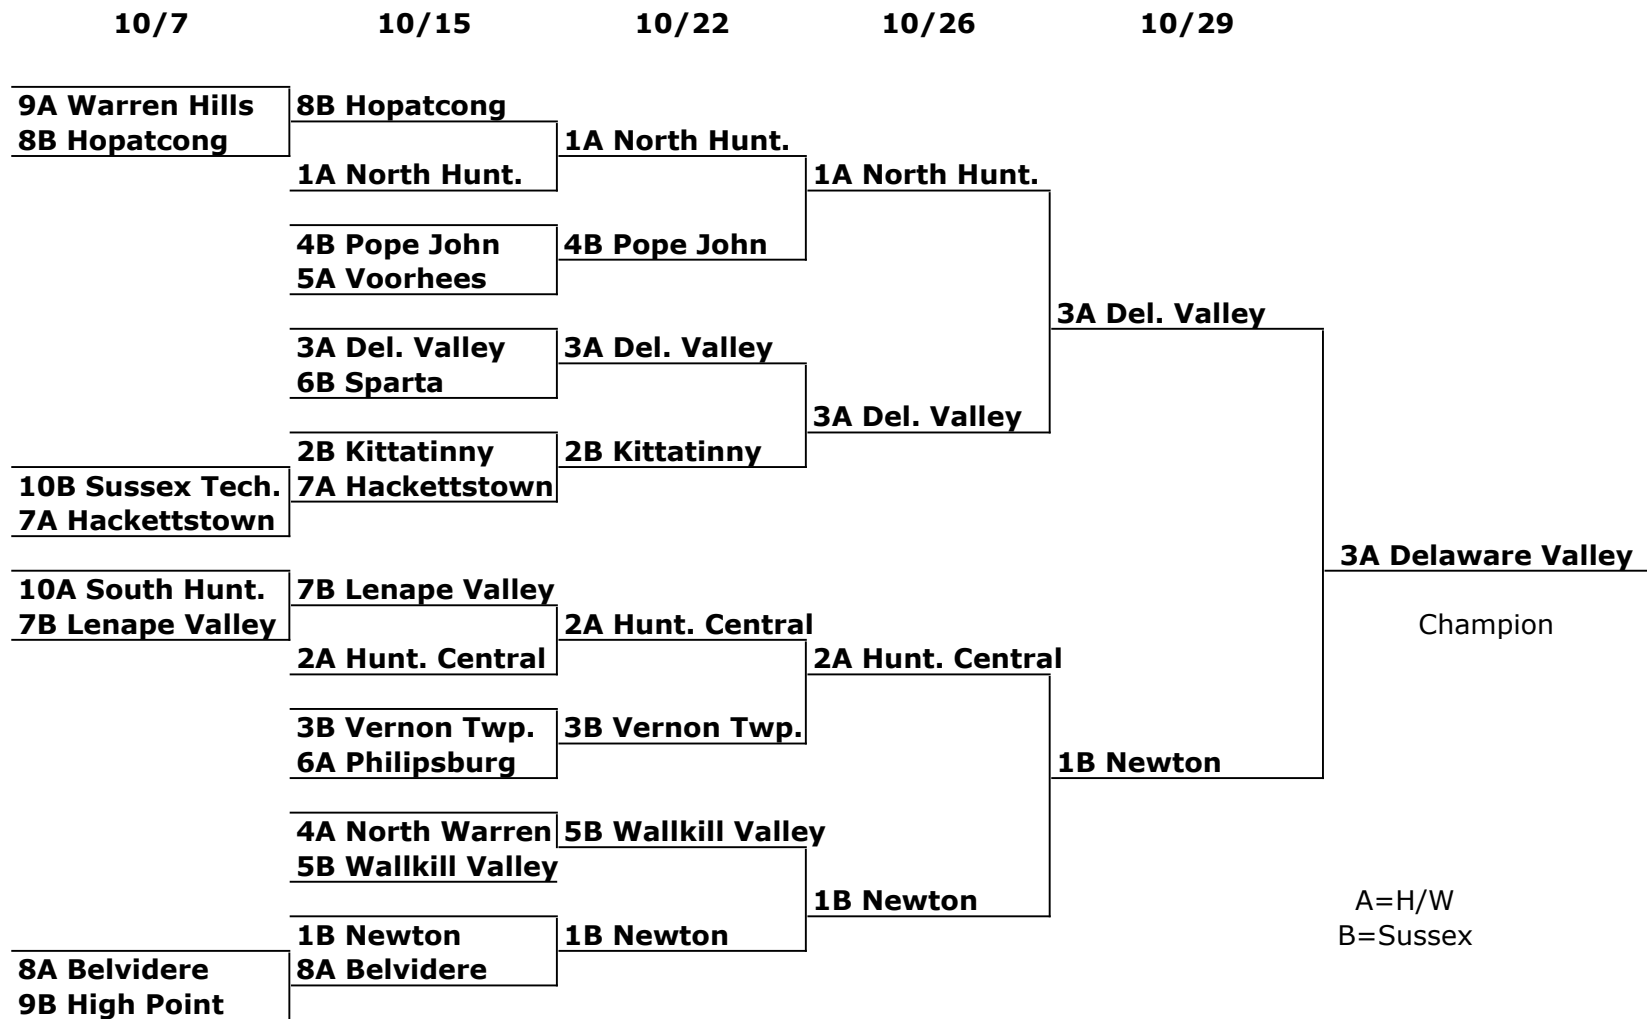 10/7 10/15 10/22 10/26 10/29
9A Warren Hills 8B Hopatcong
8B Hopatcong 1A North Hunt.
1A North Hunt. 1A North Hunt.
4B Pope John 4B Pope John
5A Voorhees
3A Del. Valley
3A Del. Valley 3A Del. Valley
6B Sparta
3A Del. Valley
2B Kittatinny 2B Kittatinny
10B Sussex Tech. 7A Hackettstown
7A Hackettstown
3A Delaware Valley
10A South Hunt. 7B Lenape Valley
7B Lenape Valley 2A Hunt. Central Champion
2A Hunt. Central 2A Hunt. Central
3B Vernon Twp. 3B Vernon Twp.
6A Philipsburg 1B Newton
4A North Warren 5B Wallkill Valley
5B Wallkill Valley
1B Newton A=H/W
1B Newton 1B Newton B=Sussex
8A Belvidere 8A Belvidere
9B High Point